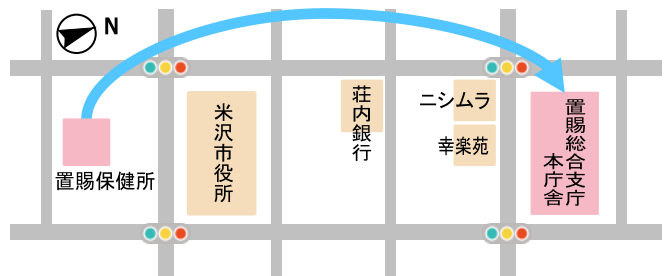 N
置賜保健所
米沢市役所
荘内銀行
ニシムラ
幸楽苑
置賜総合支庁
本庁舎